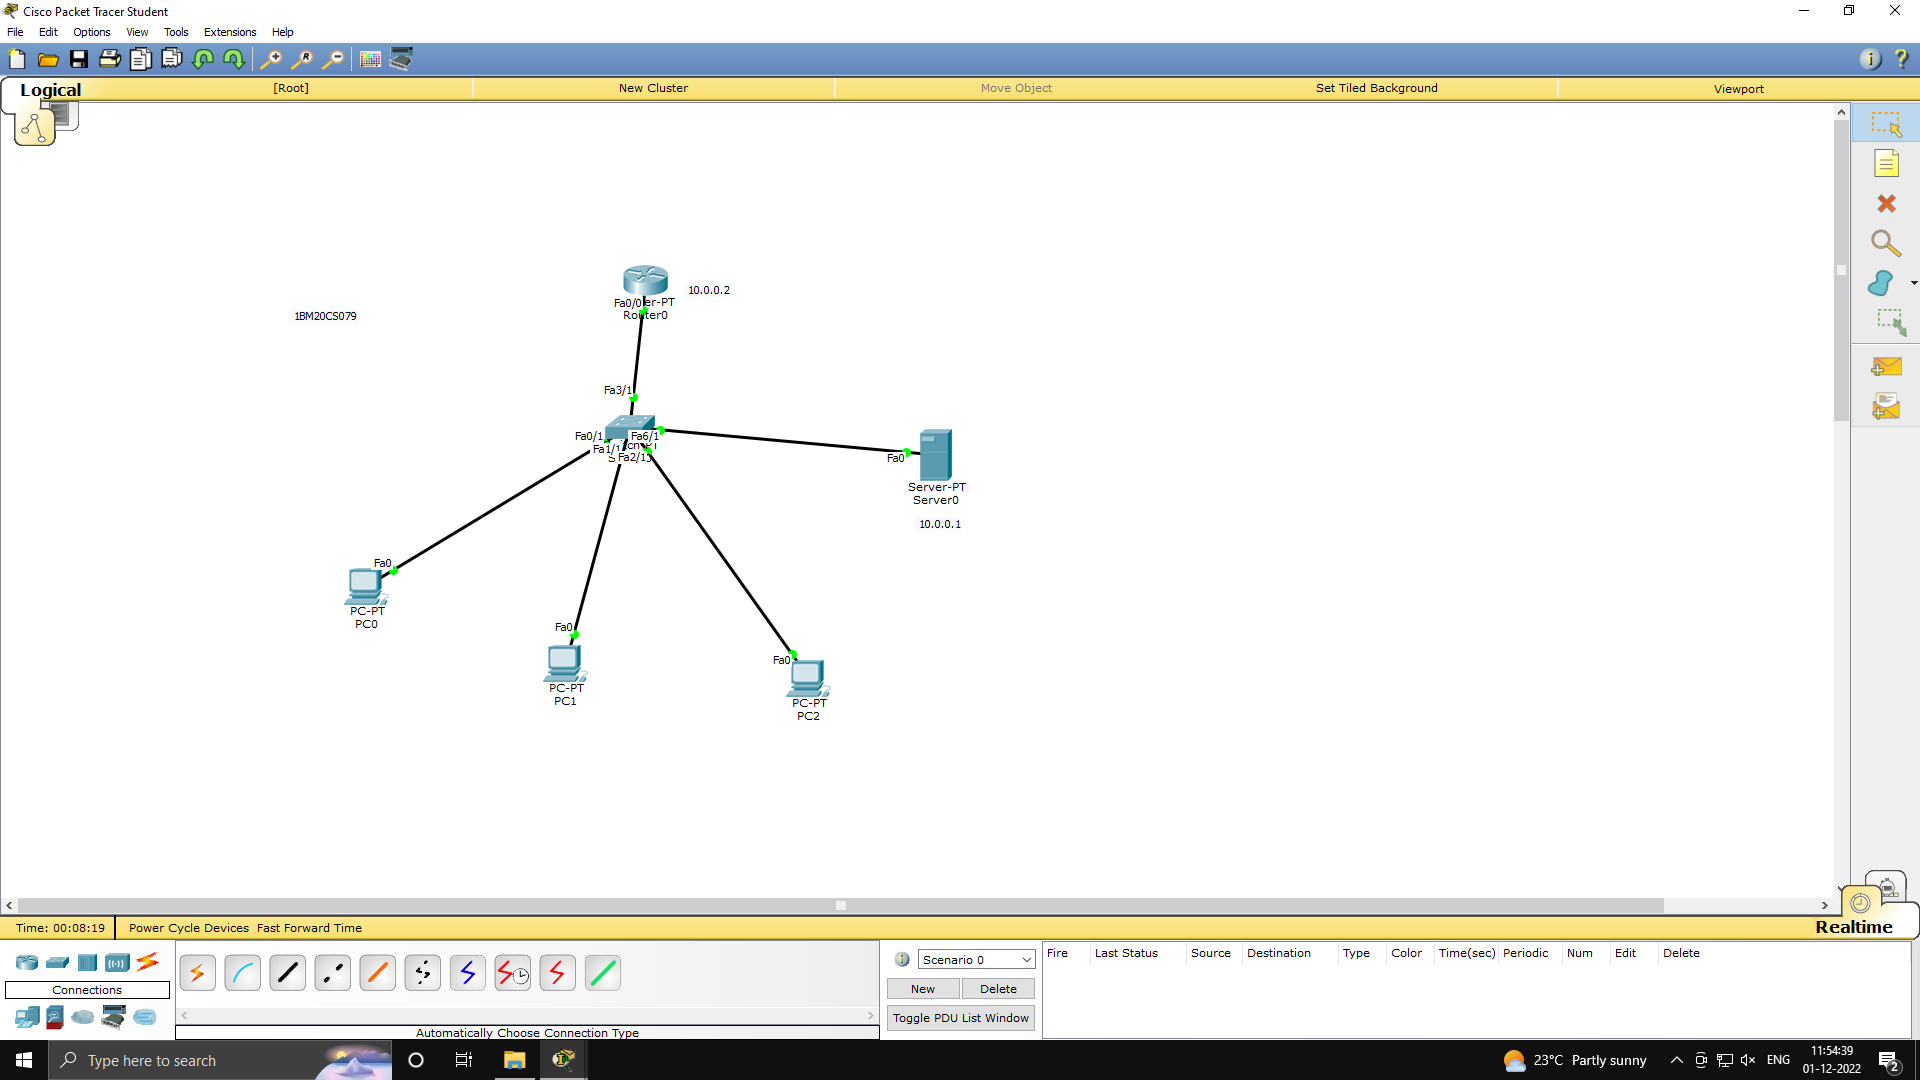 Cisco Packet Tracer Student
File Edit Options View Tools Extensions Help
Logical [Root] New Cluster Move Object Set Tiled Background Viewport
10.0.0.2
Fa0/0
er-PT
Router0
1BM20CS079
Fa3/1
Fa0/1 Fa6/1
Fa1/1
Fa2/1
Fa0
Server-PT
Server0
10.0.0.1
Fa0
PC-PT
PC0
Fa0
PC-PT
PC1
Fa0
PC-PT
PC2
Time: 00:08:19 Power Cycle Devices Fast Forward Time
Realtime
Connections
Automatically Choose Connection Type
Scenario 0
New Delete
Toggle PDU List Window
Fire Last Status Source Destination Type Color Time(sec) Periodic Num Edit Delete
Type here to search
23°C Partly sunny
ENG
11:54:39
01-12-2022
2